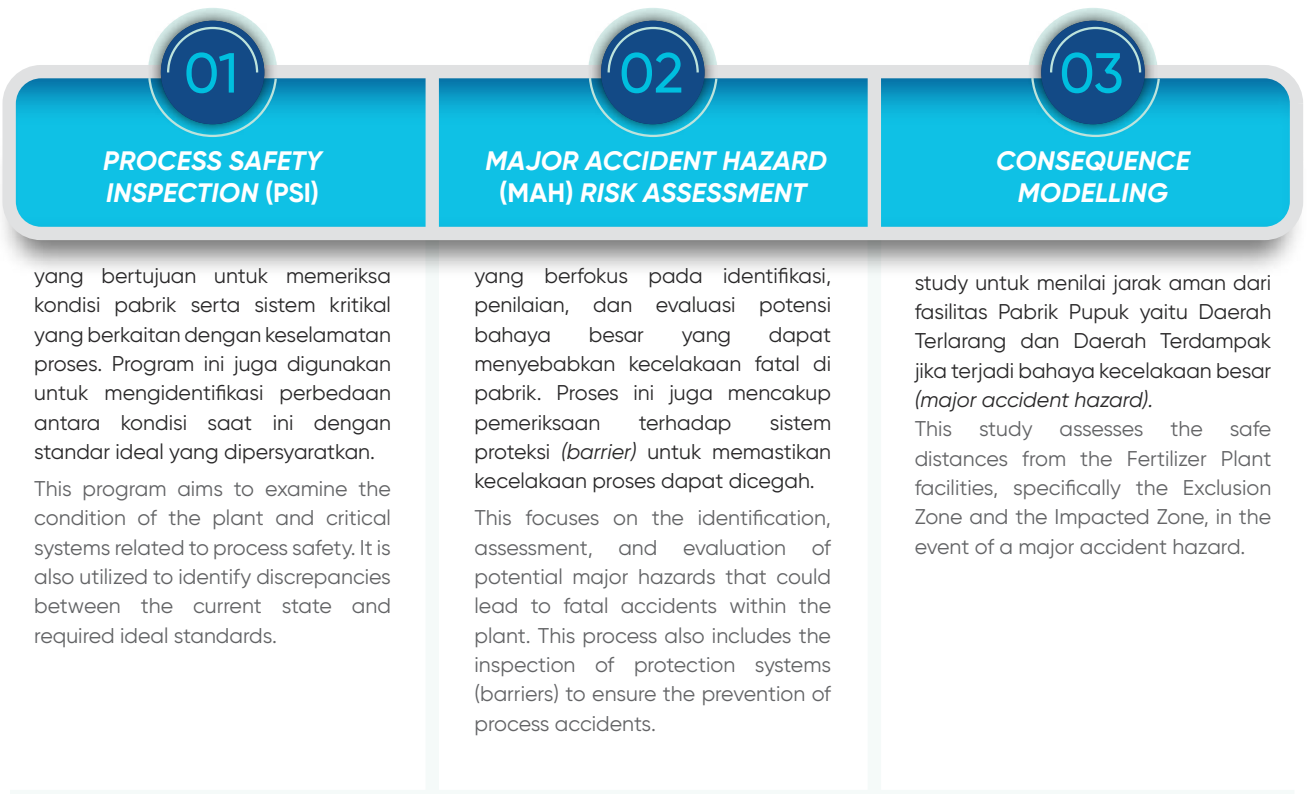 01
PROCESS SAFETY
INSPECTION (PSI)
yang bertujuan untuk memeriksa
kondisi pabrik serta sistem kritikal
yang berkaitan dengan keselamatan
proses. Program ini juga digunakan
untuk mengidentifikasi perbedaan
antara kondisi saat ini dengan
standar ideal yang dipersyaratkan.
This program aims to examine the
condition of the plant and critical
systems related to process safety. It is
also utilized to identify discrepancies
between the current state and
required ideal standards.
02
MAJOR ACCIDENT HAZARD
(MAH) RISK ASSESSMENT
yang berfokus pada identifikasi,
penilaian, dan evaluasi potensi
bahaya besar yang dapat
menyebabkan kecelakaan fatal di
pabrik. Proses ini juga mencakup
pemeriksaan terhadap sistem
proteksi (barrier) untuk memastikan
kecelakaan proses dapat dicegah.
This focuses on the identification,
assessment, and evaluation of
potential major hazards that could
lead to fatal accidents within the
plant. This process also includes the
inspection of protection systems
(barriers) to ensure the prevention of
process accidents.
03
CONSEQUENCE
MODELLING
study untuk menilai jarak aman dari
fasilitas Pabrik Pupuk yaitu Daerah
Terlarang dan Daerah Terdampak
jika terjadi bahaya kecelakaan besar
(major accident hazard).
This study assesses the safe
distances from the Fertilizer Plant
facilities, specifically the Exclusion
Zone and the Impacted Zone, in the
event of a major accident hazard.